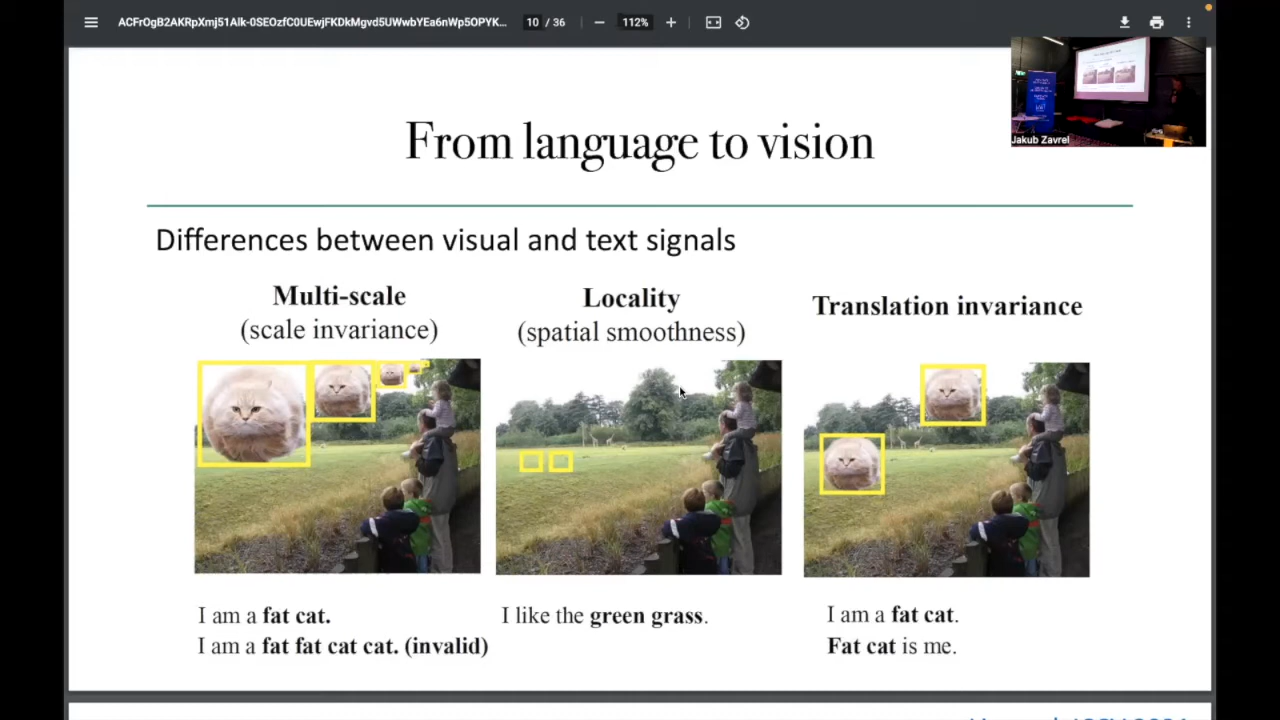 ACFrOgB2AKRpXmj51Alk-0SEOzfC0UEwjFKDkMgvd5UWwbYEa6nWp5OPYK... 10 / 36 112%
Jakub Zavrel
From language to vision
Differences between visual and text signals
Multi-scale
(scale invariance)
Locality
(spatial smoothness)
Translation invariance
I am a fat cat.
I am a fat fat cat cat. (invalid)
I like the green grass.
I am a fat cat.
Fat cat is me.